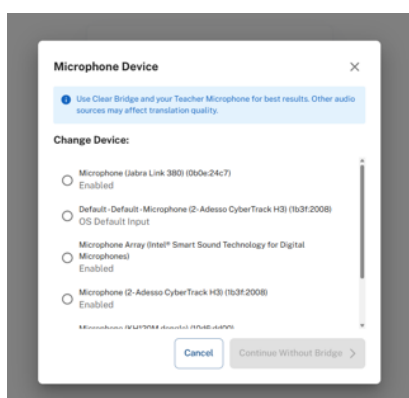 Microphone Device
Use Clear Bridge and your Teacher Microphone for best results. Other audio
sources may affect translation quality.
Change Device:
Microphone (Jabra Link 380) (0b0e:24c7)
Enabled
Default - Default - Microphone (2- Adesso CyberTrack H3) (1b3f:2008)
OS Default Input
Microphone Array (Intel® Smart Sound Technology for Digital
Microphones)
Enabled
Microphone (2- Adesso CyberTrack H3) (1b3f:2008)
Enabled
Microphone
Cancel
Continue Without Bridge